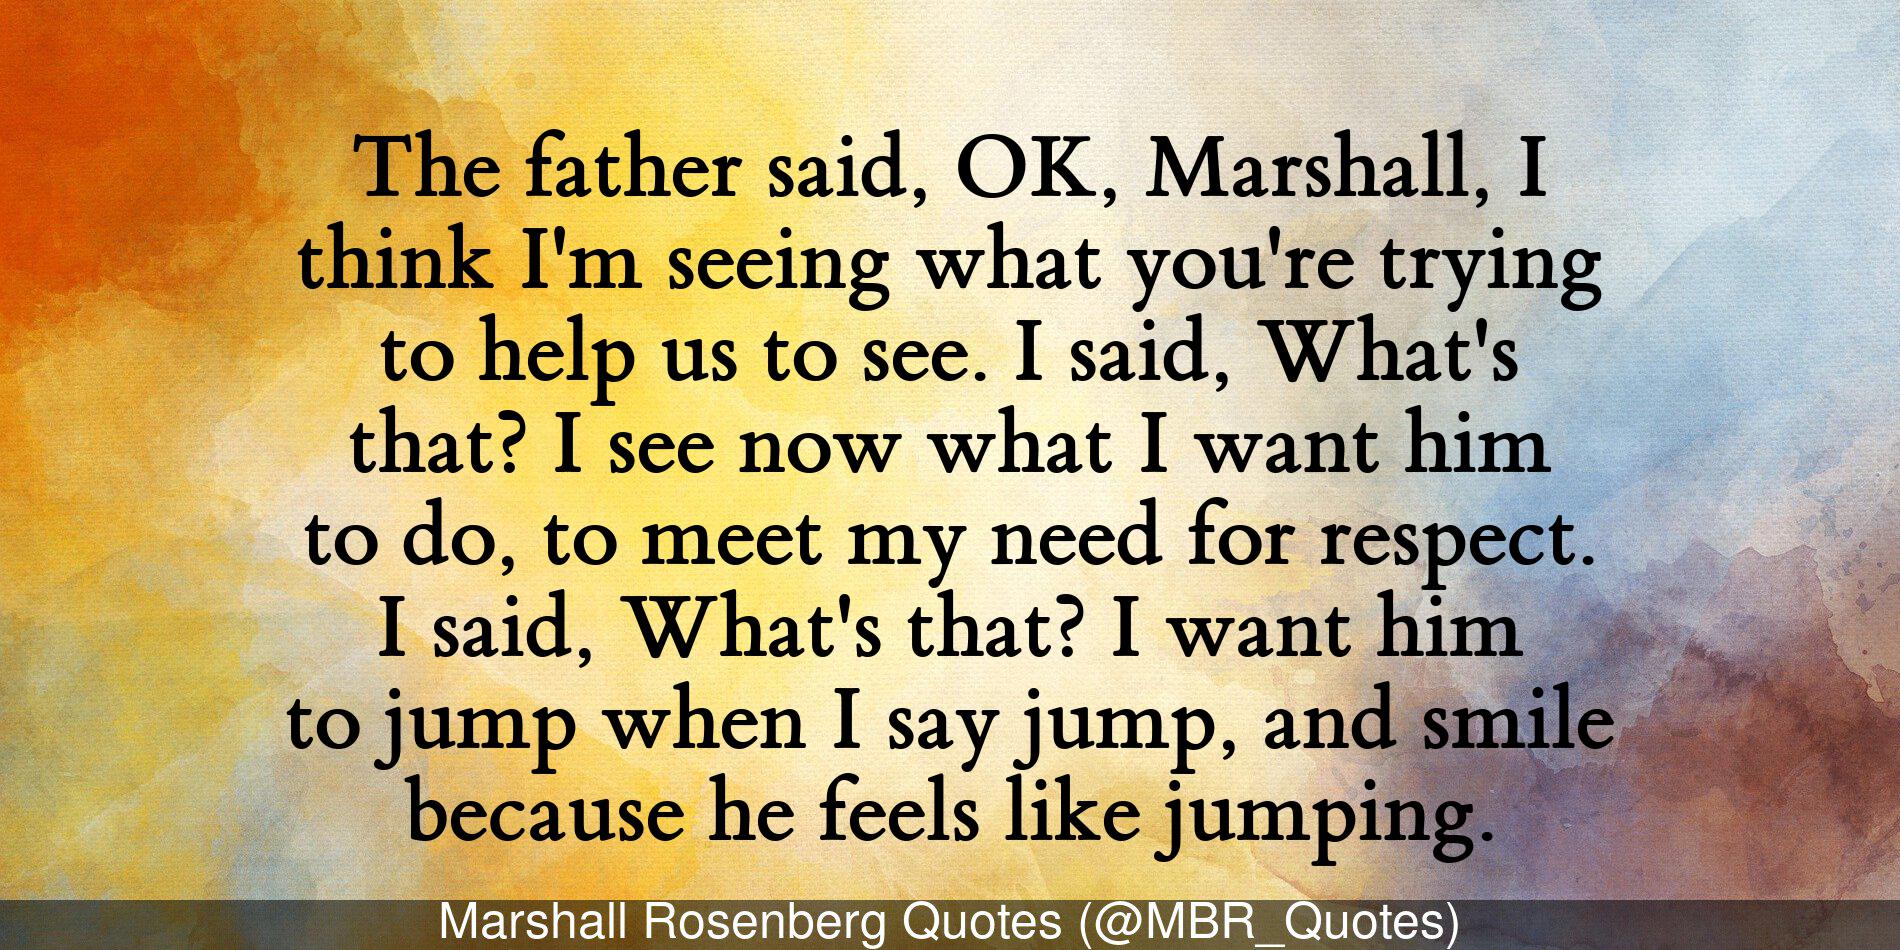 The father said, OK, Marshall, I
think I'm seeing what you're trying
to help us to see. I said, What's
that? I see now what I want him
to do, to meet my need for respect.
I said, What's that? I want him
to jump when I say jump, and smile
because he feels like jumping.
Marshall Rosenberg Quotes (@MBR_Quotes)